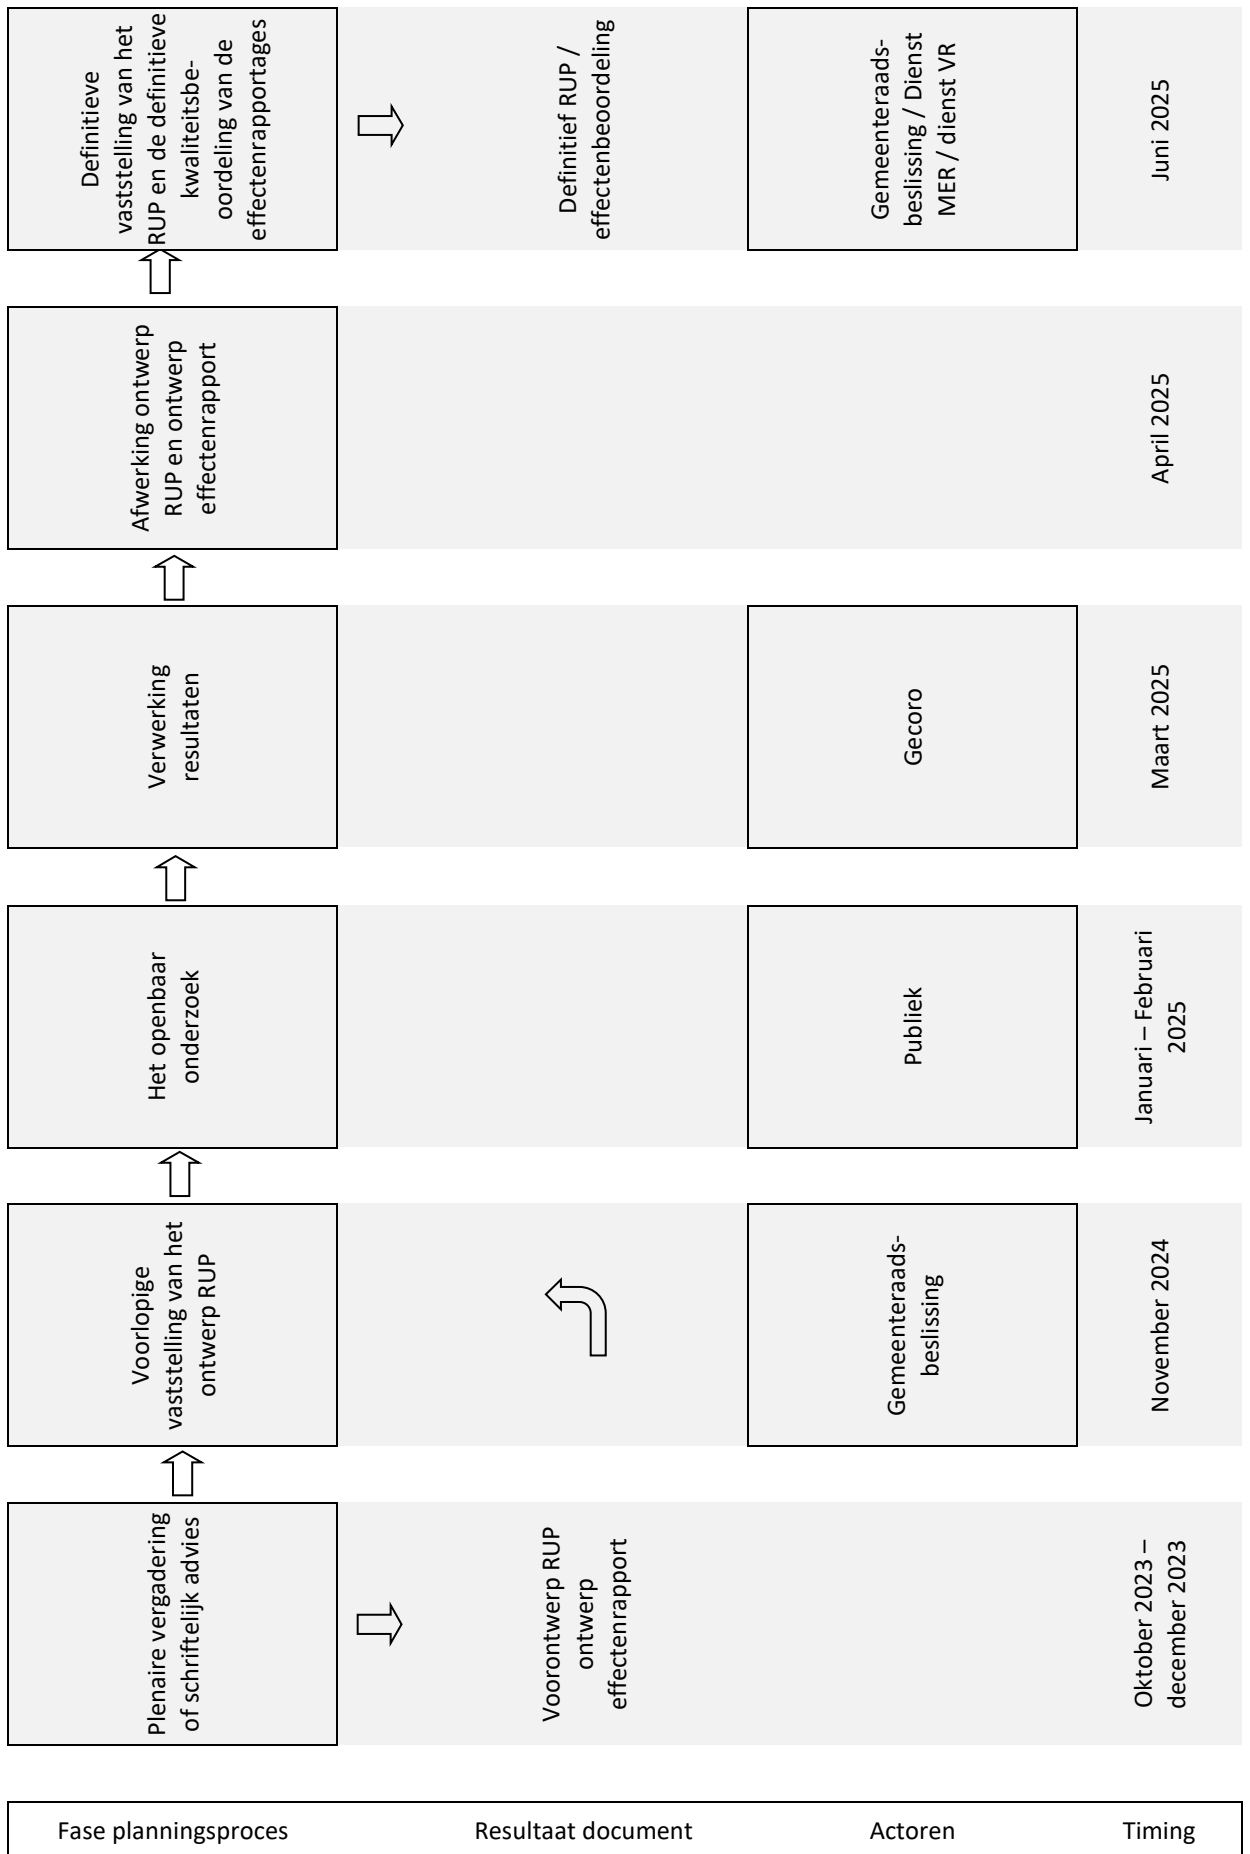 Fase planningsproces
Resultaat document
Actoren
Timing
Plenaire vergadering
of schriftelijk advies
Voorontwerp RUP
ontwerp
effectenrapport
Oktober 2023 –
december 2023
Voorlopige
vaststelling van het
ontwerp RUP
Gemeenteraads-
beslissing
November 2024
Het openbaar
onderzoek
Publiek
Januari – Februari
2025
Verwerking
resultaten
Gecoro
Maart 2025
Afwerking ontwerp
RUP en ontwerp
effectenrapport
April 2025
Definitieve
vaststelling van het
RUP en de definitieve
kwaliteitsbe-
oordeling van de
effectenrapportages
Definitief RUP /
effectenbeoordeling
Gemeenteraads-
beslissing / Dienst
MER / dienst VR
Juni 2025